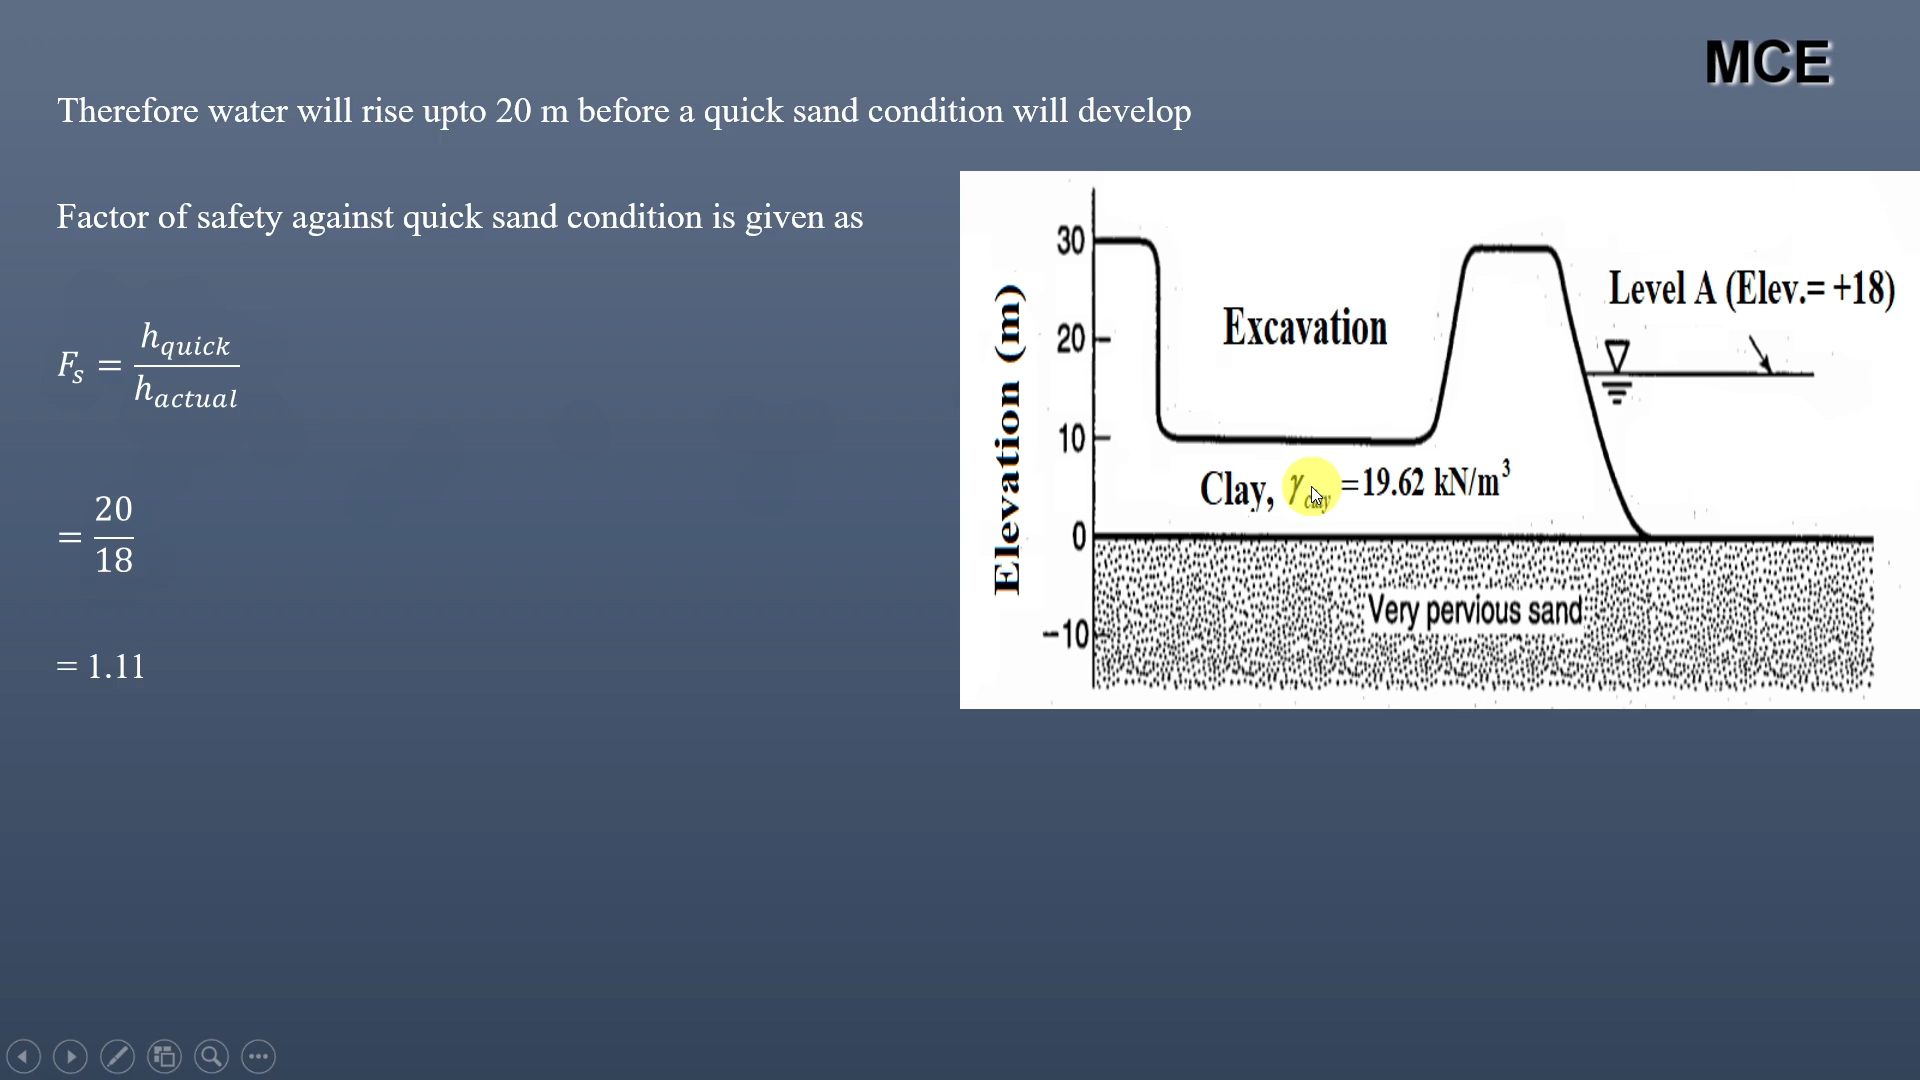 MCE
Therefore water will rise upto 20 m before a quick sand condition will develop
Factor of safety against quick sand condition is given as
F_s = h_quick / h_actual
= 20 / 18
= 1.11
Elevation (m)
30
20
10
0
−10
Excavation
Level A (Elev.= +18)
Clay, γ_clay = 19.62 kN/m³
Very pervious sand